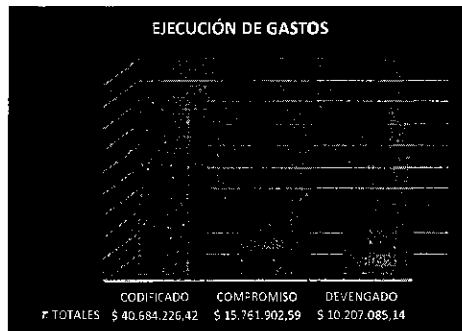 EJECUCIÓN DE GASTOS
CODIFICADO COMPROMISO DEVENGADO
TOTALES $ 40.684.226,42 $ 15.761.902,59 $ 10.207.085,14